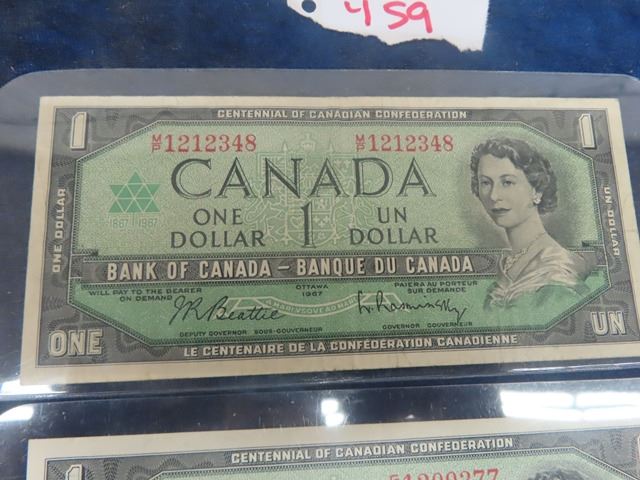 459
CENTENNIAL OF CANADIAN CONFEDERATION
1 1
M/P 1212348 M/P 1212348
CANADA
1867 1967
ONE DOLLAR 1 UN DOLLAR
ONE DOLLAR
UN DOLLAR
BANK OF CANADA – BANQUE DU CANADA
WILL PAY TO THE BEARER ON DEMAND
OTTAWA 1967
PAIERA AU PORTEUR SUR DEMANDE
JR Beattie L. Rasminsky
DEPUTY GOVERNOR SOUS-GOUVERNEUR GOVERNOR GOUVERNEUR
ONE UN
LE CENTENAIRE DE LA CONFÉDÉRATION CANADIENNE
CENTENNIAL OF CANADIAN CONFEDERATION